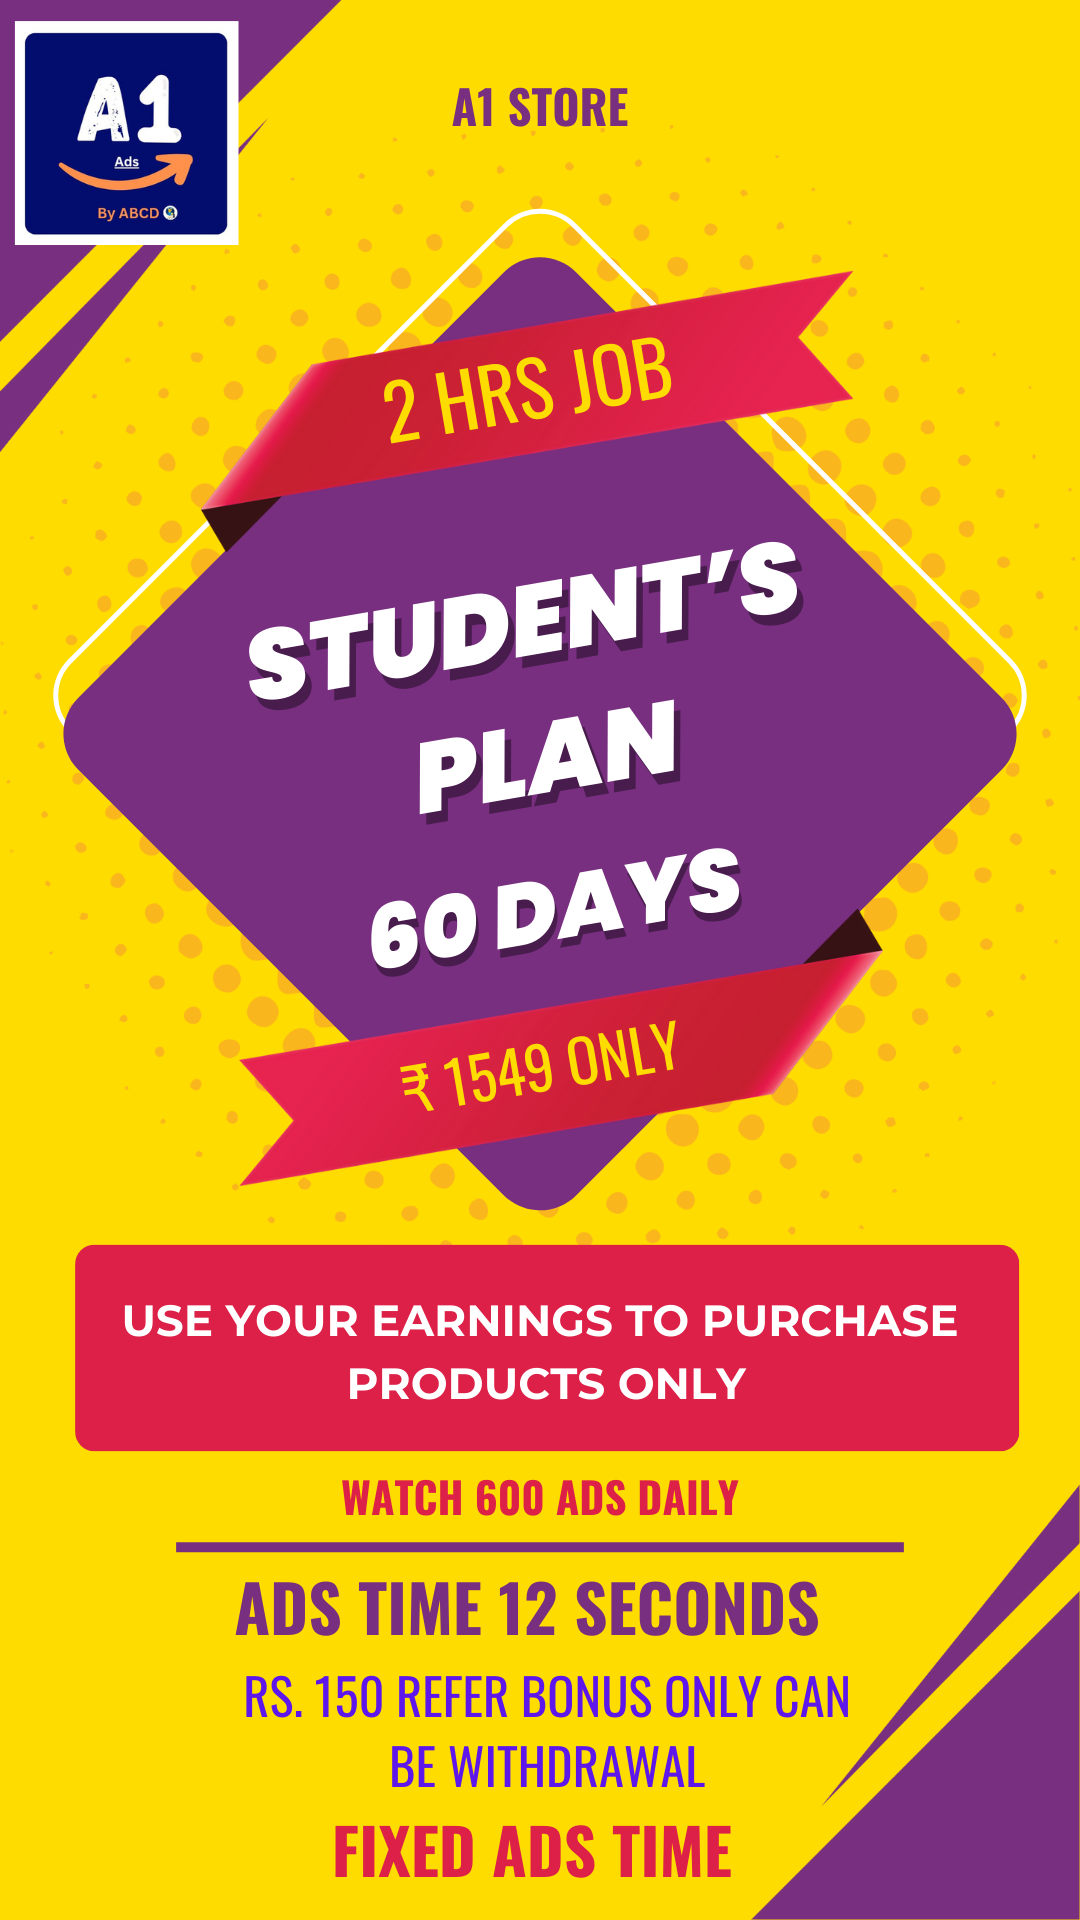 A1
Ads
By ABCD
A1 STORE
2 HRS JOB
STUDENT'S
PLAN
60 DAYS
₹ 1549 ONLY
USE YOUR EARNINGS TO PURCHASE
PRODUCTS ONLY
WATCH 600 ADS DAILY
ADS TIME 12 SECONDS
RS. 150 REFER BONUS ONLY CAN
BE WITHDRAWAL
FIXED ADS TIME